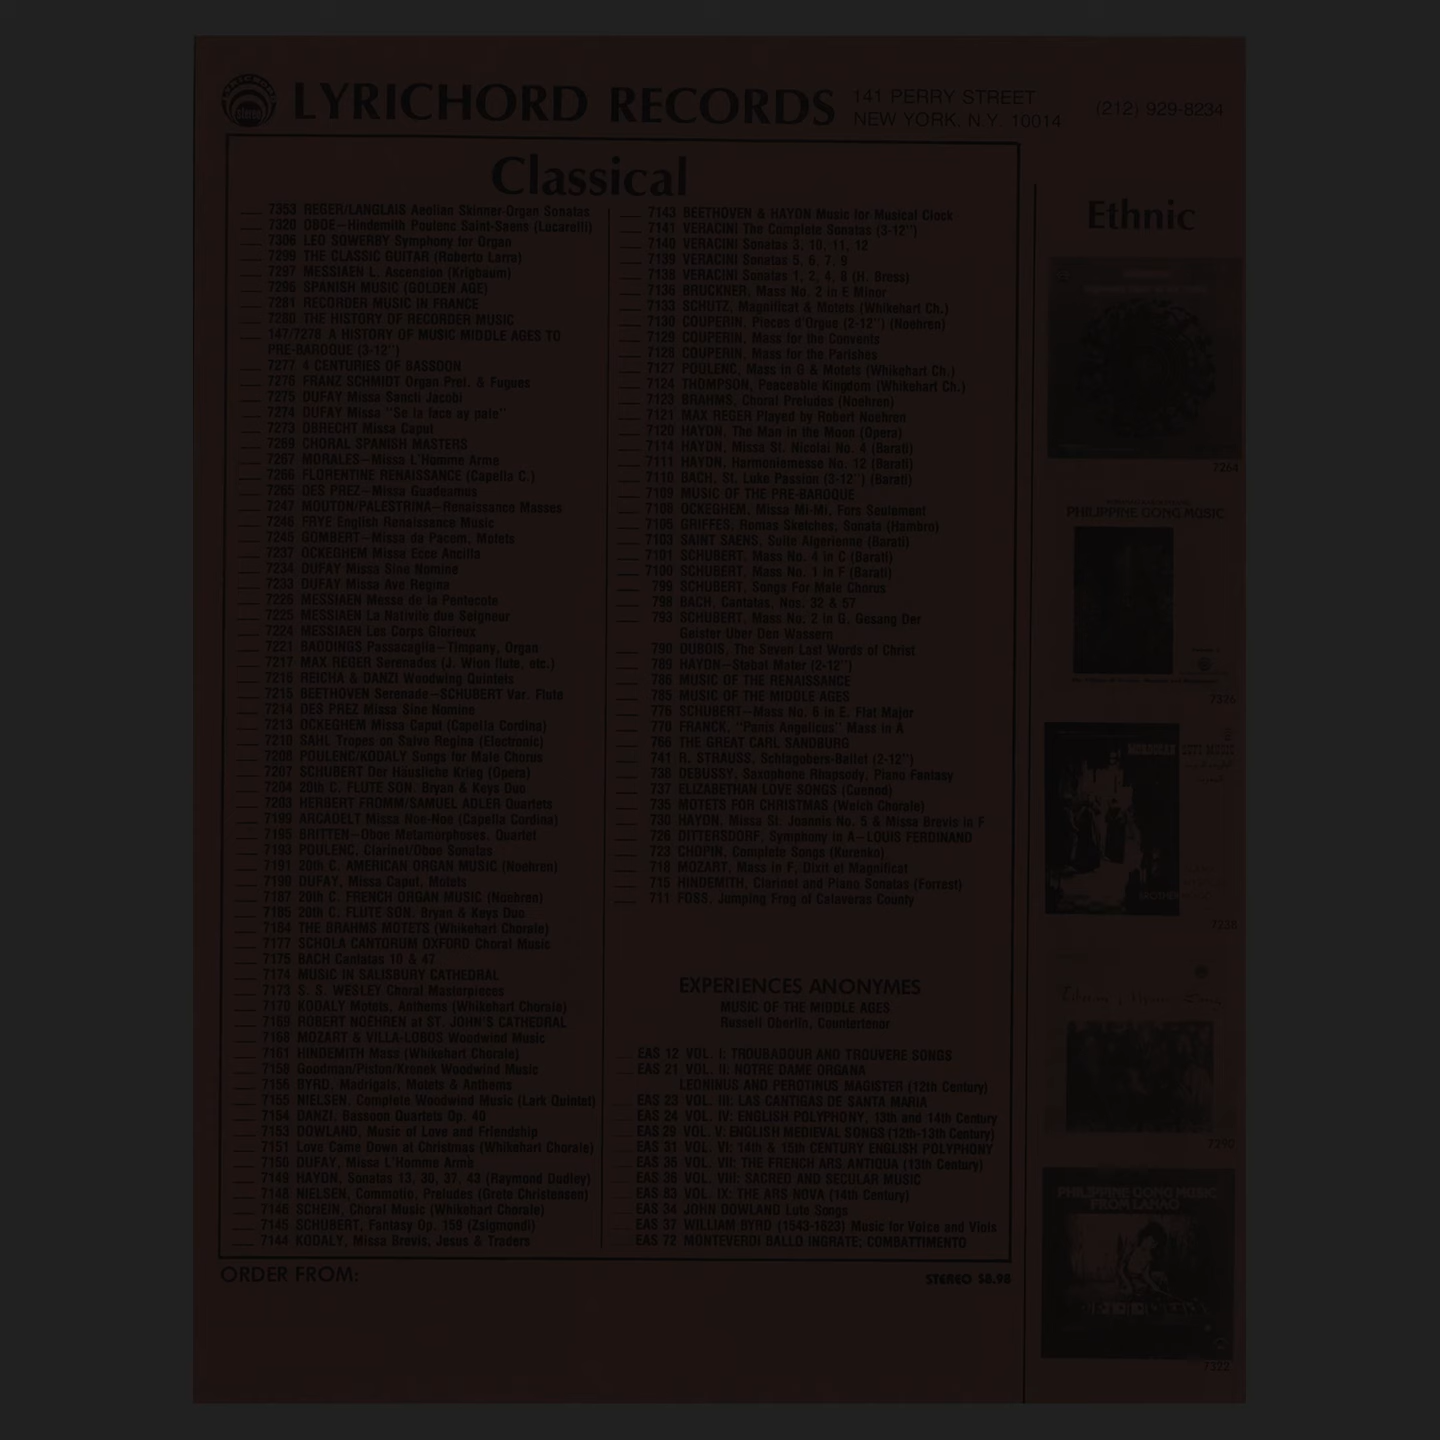 LYRICHORD RECORDS
141 PERRY STREET
NEW YORK, N.Y. 10014
(212) 929-8234
Classical
7353 REGER/LANGLAIS Aeolian Skinner-Organ Sonatas
7320 OBOE—Hindemith Poulenc Saint-Saens (Lucarelli)
7306 LEO SOWERBY Symphony for Organ
7299 THE CLASSIC GUITAR (Roberto Larra)
7297 MESSIAEN L. Ascension (Krigbaum)
7296 SPANISH MUSIC (GOLDEN AGE)
7281 RECORDER MUSIC IN FRANCE
7280 THE HISTORY OF RECORDER MUSIC
147/7278 A HISTORY OF MUSIC MIDDLE AGES TO
PRE-BAROQUE (3-12")
7277 4 CENTURIES OF BASSOON
7276 FRANZ SCHMIDT Organ Prel. & Fugues
7275 DUFAY Missa Sancti Jacobi
7274 DUFAY Missa "Se la face ay pale"
7273 OBRECHT Missa Caput
7269 CHORAL SPANISH MASTERS
7267 MORALES—Missa L'Homme Arme
7266 FLORENTINE RENAISSANCE (Capella C.)
7265 DES PREZ—Missa Gaudeamus
7247 MOUTON/PALESTRINA—Renaissance Masses
7246 FRYE English Renaissance Music
7245 GOMBERT—Missa da Pacem, Motets
7237 OCKEGHEM Missa Ecce Ancilla
7234 DUFAY Missa Sine Nomine
7233 DUFAY Missa Ave Regina
7226 MESSIAEN Messe de la Pentecote
7225 MESSIAEN La Nativite due Seigneur
7224 MESSIAEN Les Corps Glorieux
7221 BADDINGS Passacaglia—Timpany, Organ
7217 MAX REGER Serenades (J. Wion flute, etc.)
7216 REICHA & DANZI Woodwing Quintets
7215 BEETHOVEN Serenade—SCHUBERT Var. Flute
7214 DES PREZ Missa Sine Nomine
7213 OCKEGHEM Missa Caput (Capella Cordina)
7210 SAHL Tropes on Salve Regina (Electronic)
7208 POULENC/KODALY Songs for Male Chorus
7207 SCHUBERT Der Häusliche Krieg (Opera)
7204 20th C. FLUTE SON. Bryan & Keys Duo
7203 HERBERT FROMM/SAMUEL ADLER Quartets
7199 ARCADELT Missa Noe-Noe (Capella Cordina)
7195 BRITTEN—Oboe Metamorphoses, Quartet
7193 POULENC, Clarinet/Oboe Sonatas
7191 20th C. AMERICAN ORGAN MUSIC (Noehren)
7190 DUFAY, Missa Caput, Motets
7187 20th C. FRENCH ORGAN MUSIC (Noehren)
7185 20th C. FLUTE SON. Bryan & Keys Duo
7184 THE BRAHMS MOTETS (Whikehart Chorale)
7177 SCHOLA CANTORUM OXFORD Choral Music
7175 BACH Cantatas 10 & 47
7174 MUSIC IN SALISBURY CATHEDRAL
7173 S. S. WESLEY Choral Masterpieces
7170 KODALY Motets, Anthems (Whikehart Chorale)
7169 ROBERT NOEHREN at ST. JOHN'S CATHEDRAL
7168 MOZART & VILLA-LOBOS Woodwind Music
7161 HINDEMITH Mass (Whikehart Chorale)
7158 Goodman/Piston/Kronek Woodwind Music
7156 BYRD, Madrigals, Motets & Anthems
7155 NIELSEN, Complete Woodwind Music (Lark Quintet)
7154 DANZI, Bassoon Quartets Op. 40
7153 DOWLAND, Music of Love and Friendship
7151 Love Came Down at Christmas (Whikehart Chorale)
7150 DUFAY, Missa L'Homme Armé
7149 HAYDN, Sonatas 13, 30, 37, 43 (Raymond Dudley)
7148 NIELSEN, Commotio, Preludes (Grete Christensen)
7146 SCHEIN, Choral Music (Whikehart Chorale)
7145 SCHUBERT, Fantasy Op. 159 (Zsigmondi)
7144 KODALY, Missa Brevis, Jesus & Traders
7143 BEETHOVEN & HAYDN Music for Musical Clock
7141 VERACINI The Complete Sonatas (3-12")
7140 VERACINI Sonatas 3, 10, 11, 12
7139 VERACINI Sonatas 5, 6, 7, 9
7138 VERACINI Sonatas 1, 2, 4, 8 (H. Bress)
7136 BRUCKNER, Mass No. 2 in E Minor
7133 SCHUTZ, Magnificat & Motets (Whikehart Ch.)
7130 COUPERIN, Pieces d'Orgue (2-12") (Noehren)
7129 COUPERIN, Mass for the Convents
7128 COUPERIN, Mass for the Parishes
7127 POULENC, Mass in G & Motets (Whikehart Ch.)
7124 THOMPSON, Peaceable Kingdom (Whikehart Ch.)
7123 BRAHMS, Choral Preludes (Noehren)
7121 MAX REGER Played by Robert Noehren
7120 HAYDN, The Man in the Moon (Opera)
7114 HAYDN, Missa St. Nicolai No. 4 (Barati)
7111 HAYDN, Harmoniemesse No. 12 (Barati)
7110 BACH, St. Luke Passion (3-12") (Barati)
7109 MUSIC OF THE PRE-BAROQUE
7108 OCKEGHEM, Missa Mi-Mi, Fors Seulement
7105 GRIFFES, Roman Sketches, Sonata (Hambro)
7103 SAINT SAENS, Suite Algerienne (Barati)
7101 SCHUBERT, Mass No. 4 in C (Barati)
7100 SCHUBERT, Mass No. 1 in F (Barati)
799 SCHUBERT, Songs For Male Chorus
798 BACH, Cantatas, Nos. 32 & 57
793 SCHUBERT, Mass No. 2 in G, Gesang Der
Geister Uber Den Wassern
790 DUBOIS, The Seven Last Words of Christ
789 HAYDN—Stabat Mater (2-12")
786 MUSIC OF THE RENAISSANCE
785 MUSIC OF THE MIDDLE AGES
776 SCHUBERT—Mass No. 6 in E. Flat Major
770 FRANCK, "Panis Angelicus" Mass in A
766 THE GREAT CARL SANDBURG
741 R. STRAUSS, Schlagobers-Ballet (2-12")
738 DEBUSSY, Saxophone Rhapsody, Piano Fantasy
737 ELIZABETHAN LOVE SONGS (Cuenod)
735 MOTETS FOR CHRISTMAS (Welch Chorale)
730 HAYDN, Missa St. Joannis No. 5 & Missa Brevis in F
726 DITTERSDORF, Symphony in A—LOUIS FERDINAND
723 CHOPIN, Complete Songs (Korenko)
718 MOZART, Mass in F, Dixit et Magnificat
715 HINDEMITH, Clarinet and Piano Sonatas (Forrest)
711 FOSS, Jumping Frog of Calaveras County
EXPERIENCES ANONYMES
MUSIC OF THE MIDDLE AGES
Russell Oberlin, Countertenor
EAS 12 VOL. I: TROUBADOUR AND TROUVERE SONGS
EAS 21 VOL. II: NOTRE DAME ORGANA
LEONINUS AND PEROTINUS MAGISTER (12th Century)
EAS 23 VOL. III: LAS CANTIGAS DE SANTA MARIA
EAS 24 VOL. IV: ENGLISH POLYPHONY, 13th and 14th Century
EAS 29 VOL. V: ENGLISH MEDIEVAL SONGS (12th-13th Century)
EAS 31 VOL. VI: 14th & 15th CENTURY ENGLISH POLYPHONY
EAS 35 VOL. VII: THE FRENCH ARS ANTIQUA (13th Century)
EAS 36 VOL. VIII: SACRED AND SECULAR MUSIC
EAS 83 VOL. IX: THE ARS NOVA (14th Century)
EAS 34 JOHN DOWLAND Lute Songs
EAS 37 WILLIAM BYRD (1543-1623) Music for Voice and Viols
EAS 72 MONTEVERDI BALLO INGRATE; COMBATTIMENTO
ORDER FROM:
STEREO $8.98
Ethnic
7264
PHILIPPINE GONG MUSIC
7326
7238
7290
PHILIPPINE GONG MUSIC
FROM LANAO
7322